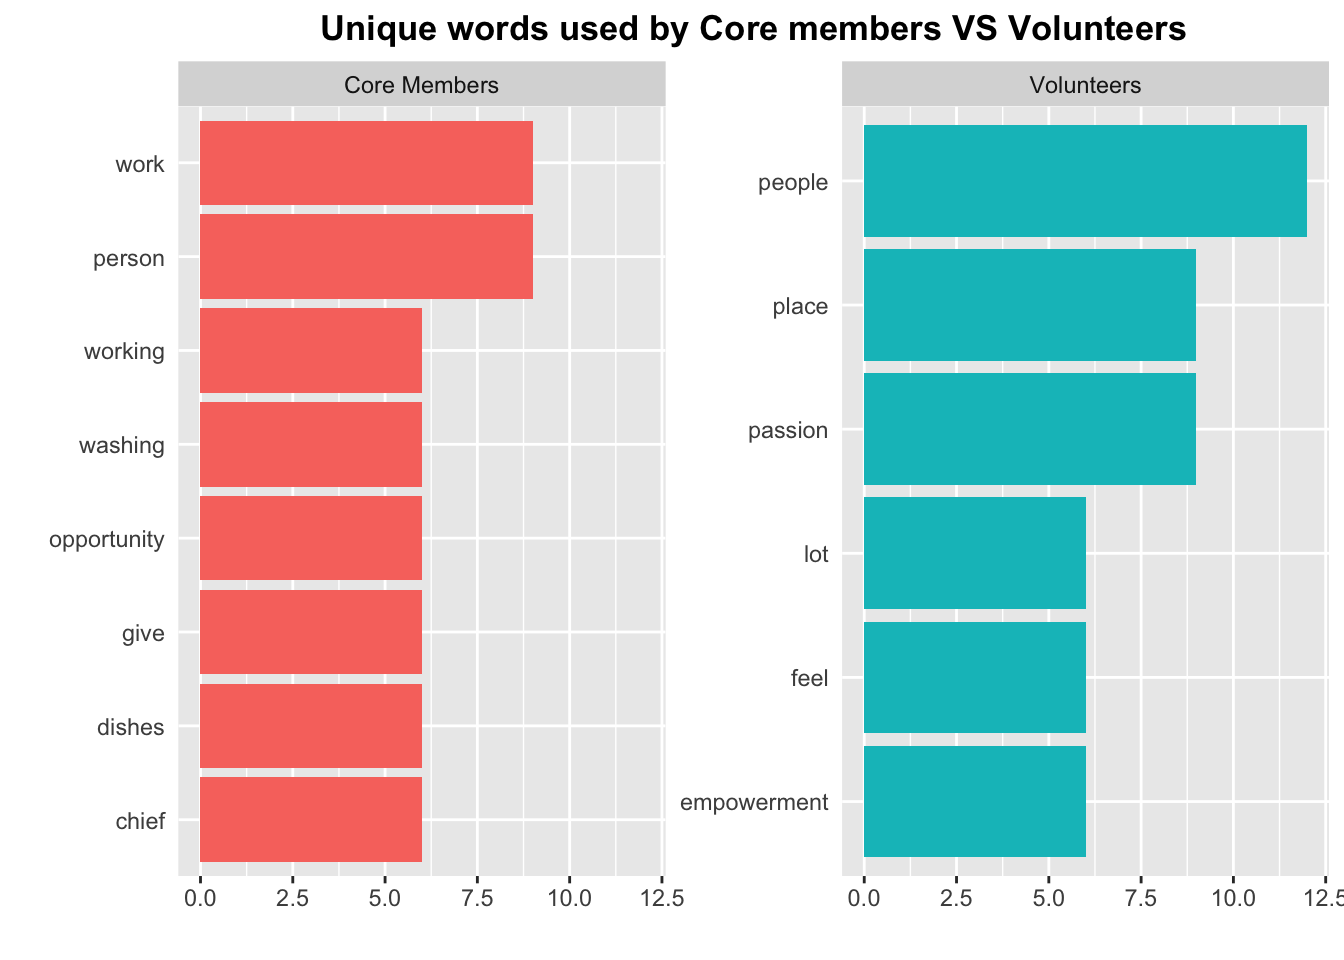 Unique words used by Core members VS Volunteers
Core Members
work
person
working
washing
opportunity
give
dishes
chief
0.0 2.5 5.0 7.5 10.0 12.5
Volunteers
people
place
passion
lot
feel
empowerment
0.0 2.5 5.0 7.5 10.0 12.5